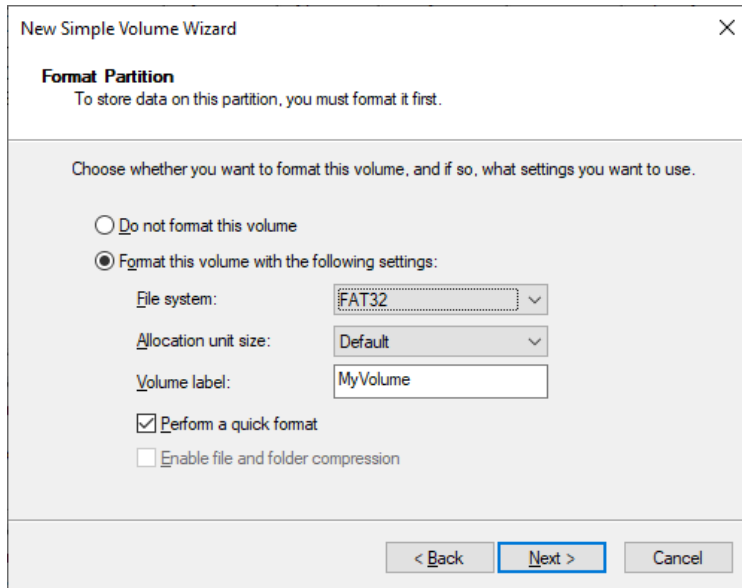 New Simple Volume Wizard
Format Partition
To store data on this partition, you must format it first.
Choose whether you want to format this volume, and if so, what settings you want to use.
Do not format this volume
Format this volume with the following settings:
File system: FAT32
Allocation unit size: Default
Volume label: MyVolume
Perform a quick format
Enable file and folder compression
< Back Next > Cancel